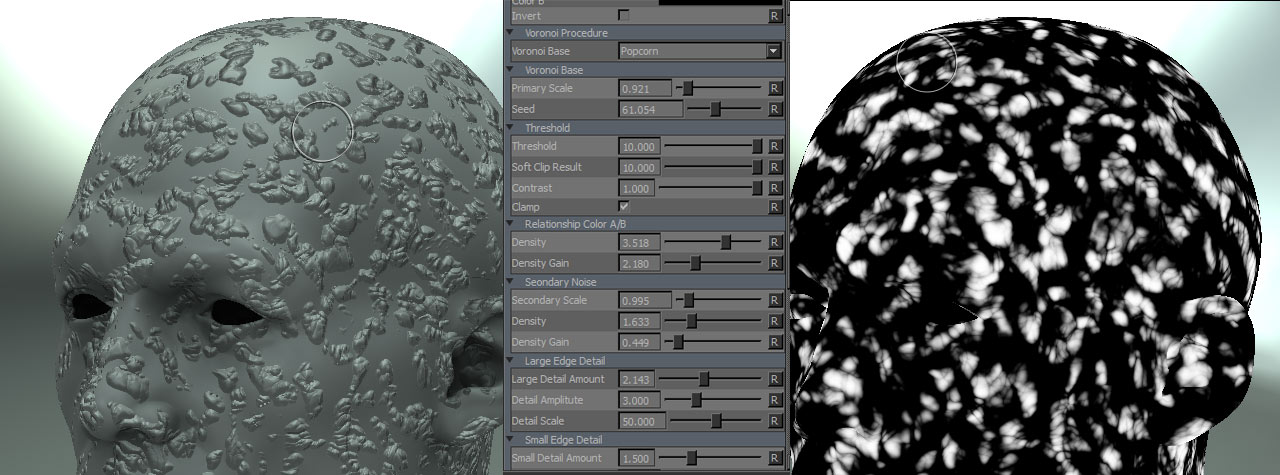 Color B
Invert R
Voronoi Procedure
Voronoi Base Popcorn
Voronoi Base
Primary Scale 0.921 R
Seed 61.054 R
Threshold
Threshold 10.000 R
Soft Clip Result 10.000 R
Contrast 1.000 R
Clamp R
Relationship Color A/B
Density 3.518 R
Density Gain 2.180 R
Seondary Noise
Secondary Scale 0.995 R
Density 1.633 R
Density Gain 0.449 R
Large Edge Detail
Large Detail Amount 2.143 R
Detail Amplitute 3.000 R
Detail Scale 50.000 R
Small Edge Detail
Small Detail Amount 1.500 R